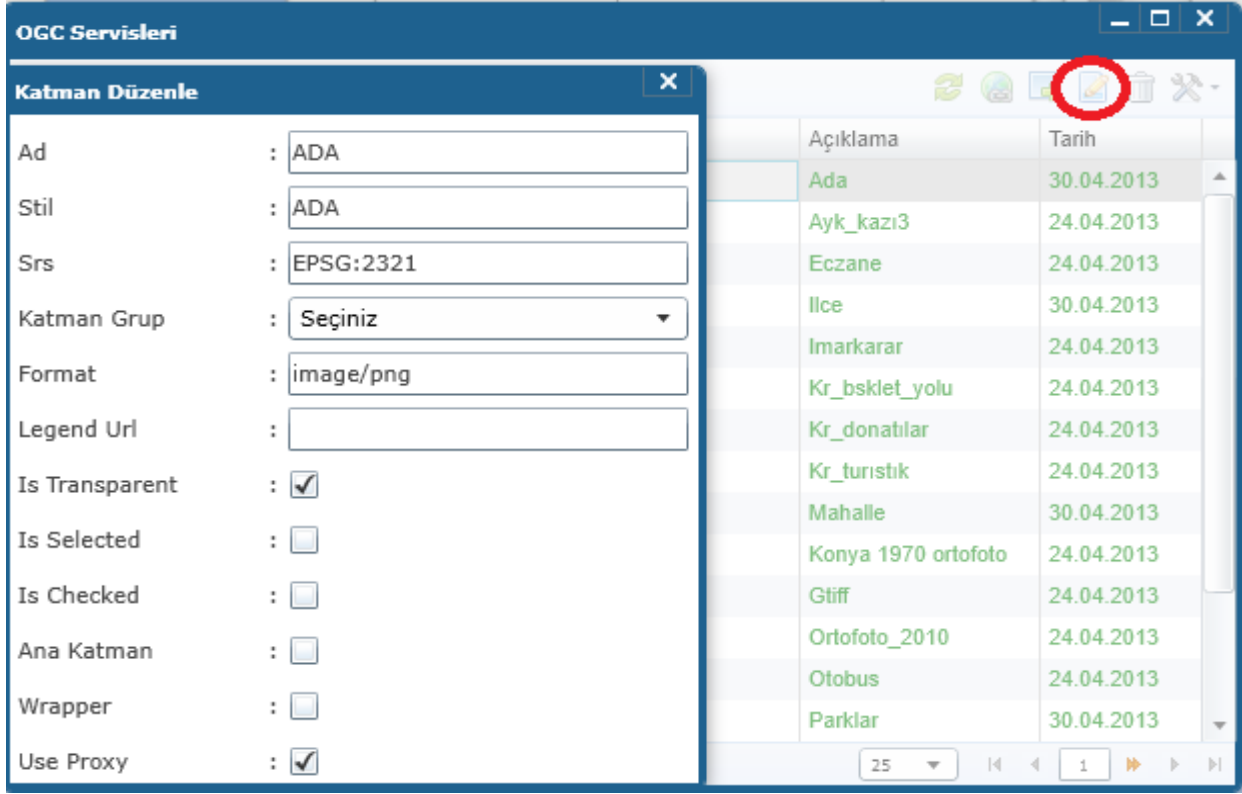 OGC Servisleri
Katman Düzenle
Ad : ADA
Stil : ADA
Srs : EPSG:2321
Katman Grup : Seçiniz
Format : image/png
Legend Url :
Is Transparent :
Is Selected :
Is Checked :
Ana Katman :
Wrapper :
Use Proxy :
Açıklama Tarih
Ada 30.04.2013
Ayk_kazı3 24.04.2013
Eczane 24.04.2013
Ilce 30.04.2013
Imarkarar 24.04.2013
Kr_bsklet_yolu 24.04.2013
Kr_donatılar 24.04.2013
Kr_turıstık 24.04.2013
Mahalle 30.04.2013
Konya 1970 ortofoto 24.04.2013
Gtiff 24.04.2013
Ortofoto_2010 24.04.2013
Otobus 24.04.2013
Parklar 30.04.2013
25 1